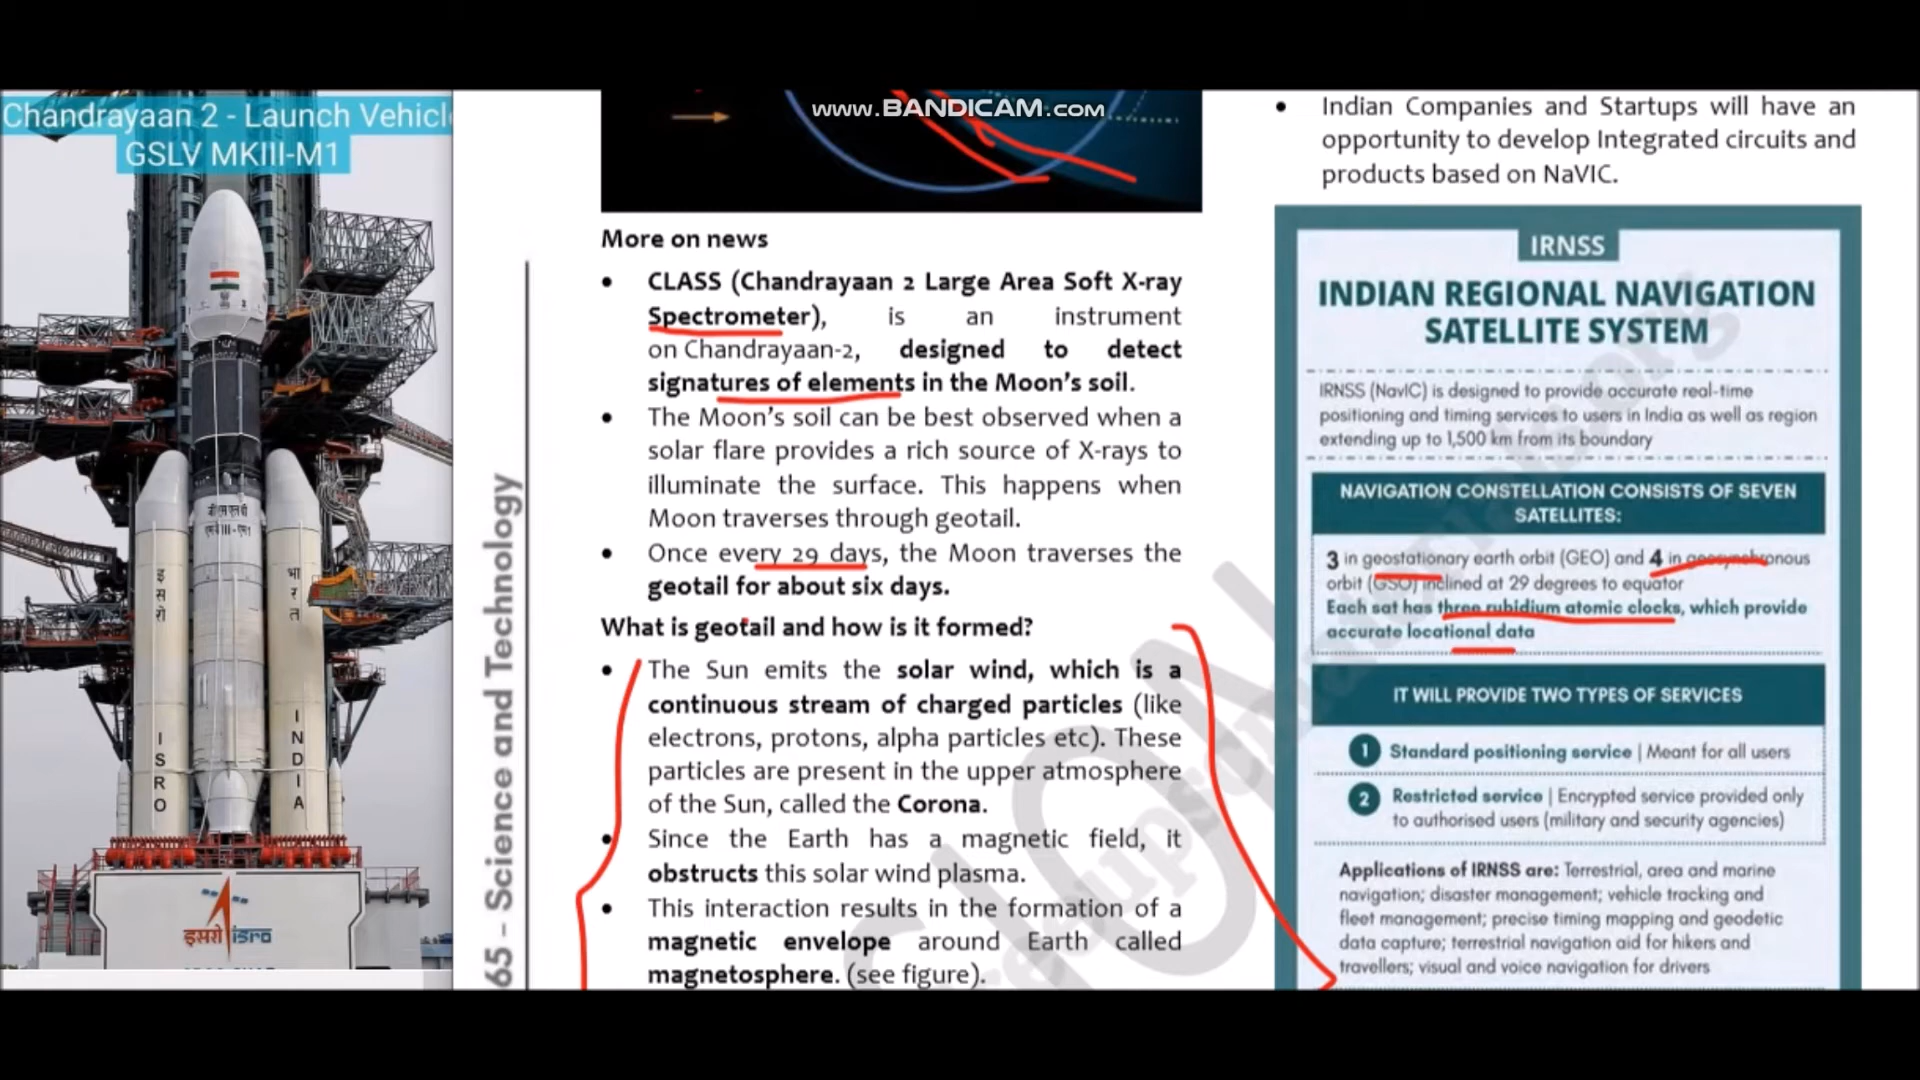 www.BANDICAM.com
Chandrayaan 2 - Launch Vehicl
GSLV MKIII-M1
जीएसएलवी
एमकेIII-एम1
इसरो
भारत
ISRO
INDIA
इसरो isro
65 – Science and Technology
More on news
• CLASS (Chandrayaan 2 Large Area Soft X-ray
Spectrometer), is an instrument
on Chandrayaan-2, designed to detect
signatures of elements in the Moon's soil.
• The Moon's soil can be best observed when a
solar flare provides a rich source of X-rays to
illuminate the surface. This happens when
Moon traverses through geotail.
• Once every 29 days, the Moon traverses the
geotail for about six days.
What is geotail and how is it formed?
• The Sun emits the solar wind, which is a
continuous stream of charged particles (like
electrons, protons, alpha particles etc). These
particles are present in the upper atmosphere
of the Sun, called the Corona.
• Since the Earth has a magnetic field, it
obstructs this solar wind plasma.
• This interaction results in the formation of a
magnetic envelope around Earth called
magnetosphere. (see figure).
• Indian Companies and Startups will have an
opportunity to develop Integrated circuits and
products based on NaVIC.
IRNSS
INDIAN REGIONAL NAVIGATION
SATELLITE SYSTEM
IRNSS (NavIC) is designed to provide accurate real-time
positioning and timing services to users in India as well as region
extending up to 1,500 km from its boundary
NAVIGATION CONSTELLATION CONSISTS OF SEVEN
SATELLITES:
3 in geostationary earth orbit (GEO) and 4 in geosynchronous
orbit (GSO) inclined at 29 degrees to equator
Each sat has three rubidium atomic clocks, which provide
accurate locational data
IT WILL PROVIDE TWO TYPES OF SERVICES
1 Standard positioning service | Meant for all users
2 Restricted service | Encrypted service provided only
to authorised users (military and security agencies)
Applications of IRNSS are: Terrestrial, area and marine
navigation; disaster management; vehicle tracking and
fleet management; precise timing mapping and geodetic
data capture; terrestrial navigation aid for hikers and
travellers; visual and voice navigation for drivers